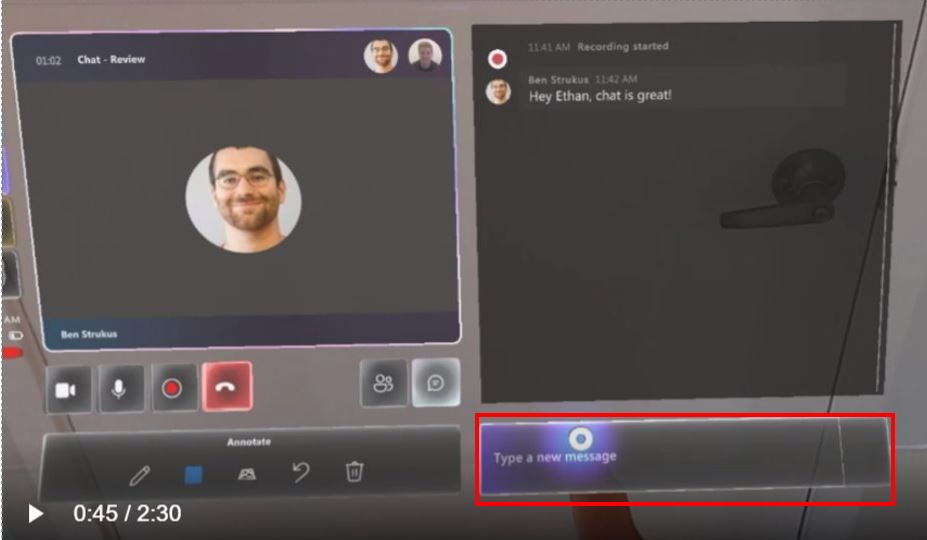 01:02 Chat - Review
Ben Strukus
Annotate
11:41 AM Recording started
Ben Strukus 11:42 AM
Hey Ethan, chat is great!
Type a new message
AM
0:45 / 2:30